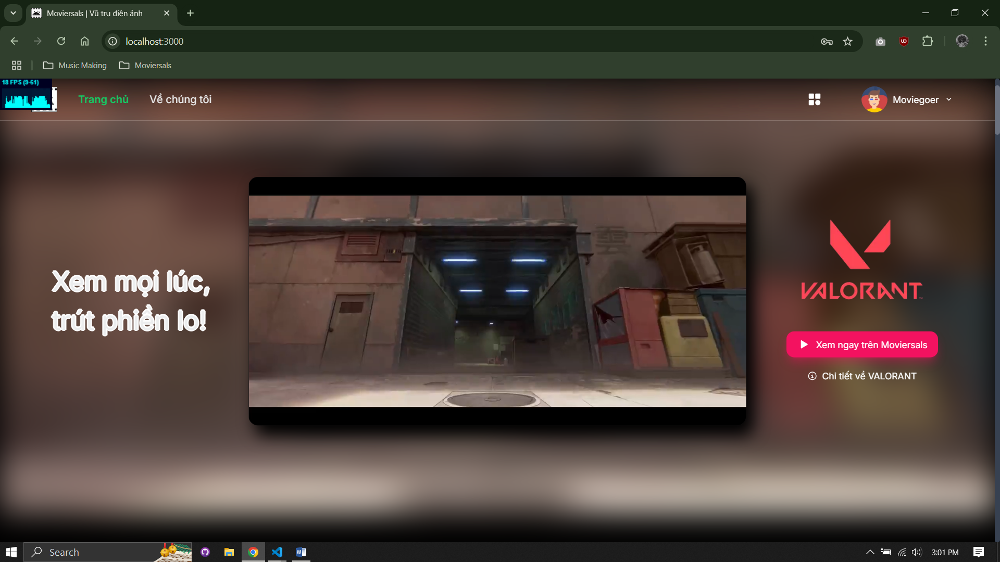 Moviersals | Vũ trụ điện ảnh
localhost:3000
Music Making
Moviersals
18 FPS (9-61)
Trang chủ
Về chúng tôi
Moviegoer
Xem mọi lúc,
trút phiền lo!
VALORANT
Xem ngay trên Moviersals
Chi tiết về VALORANT
Search
3:01 PM